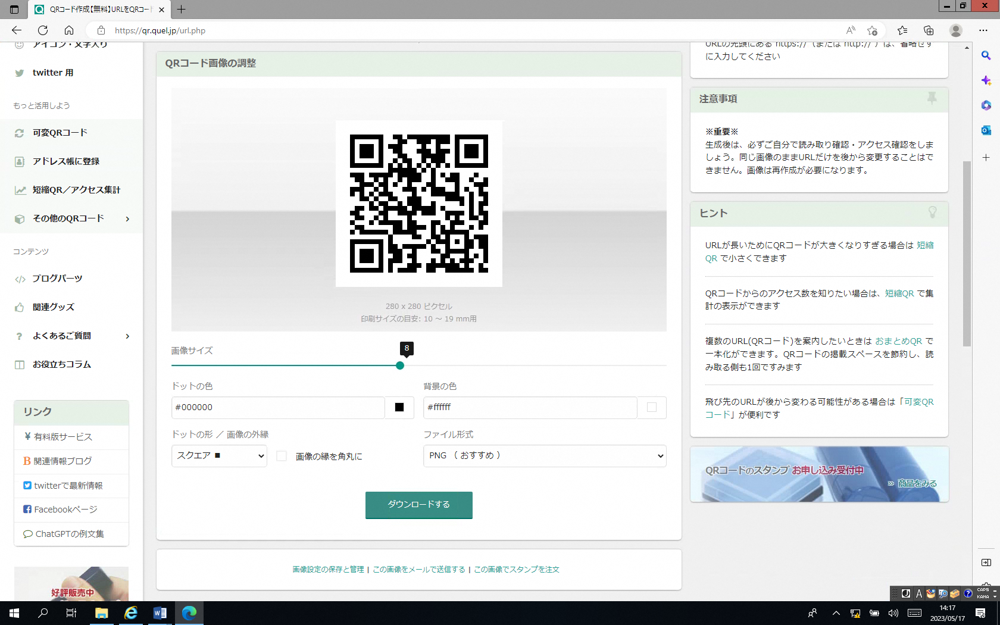 QRコード作成【無料】URLをQRコード
https://qr.quel.jp/url.php
アイコン・文字入り
twitter 用
もっと活用しよう
可変QRコード
アドレス帳に登録
短縮QR／アクセス集計
その他のQRコード
コンテンツ
ブログパーツ
関連グッズ
よくあるご質問
お役立ちコラム
リンク
¥ 有料版サービス
B 関連情報ブログ
twitterで最新情報
Facebookページ
ChatGPTの例文集
好評販売中
QRコード画像の調整
280 x 280 ピクセル
印刷サイズの目安: 10 ～ 19 mm用
画像サイズ
8
ドットの色
#000000
背景の色
#ffffff
ドットの形 ／ 画像の外縁
スクエア ■
画像の縁を角丸に
ファイル形式
PNG （ おすすめ ）
ダウンロードする
画像設定の保存と管理 | この画像をメールで送信する | この画像でスタンプを注文
URLの先頭にある https://（または http:// ）は、省略せず
に入力してください
注意事項
※重要※
生成後は、必ずご自分で読み取り確認・アクセス確認をしま
しょう。同じ画像のままURLだけを後から変更することはで
きません。画像は再作成が必要になります。
ヒント
URLが長いためにQRコードが大きくなりすぎる場合は 短縮
QR で小さくできます
QRコードからのアクセス数を知りたい場合は、短縮QR で集
計の表示ができます
複数のURL(QRコード)を案内したいときは おまとめQR で
一本化ができます。QRコードの掲載スペースを節約し、読
み取る側も1回ですみます
飛び先のURLが後から変わる可能性がある場合は「可変QR
コード」が便利です
QRコードのスタンプ お申し込み受付中
» 商品をみる
A
CAPS
KANA
14:17
2023/05/17